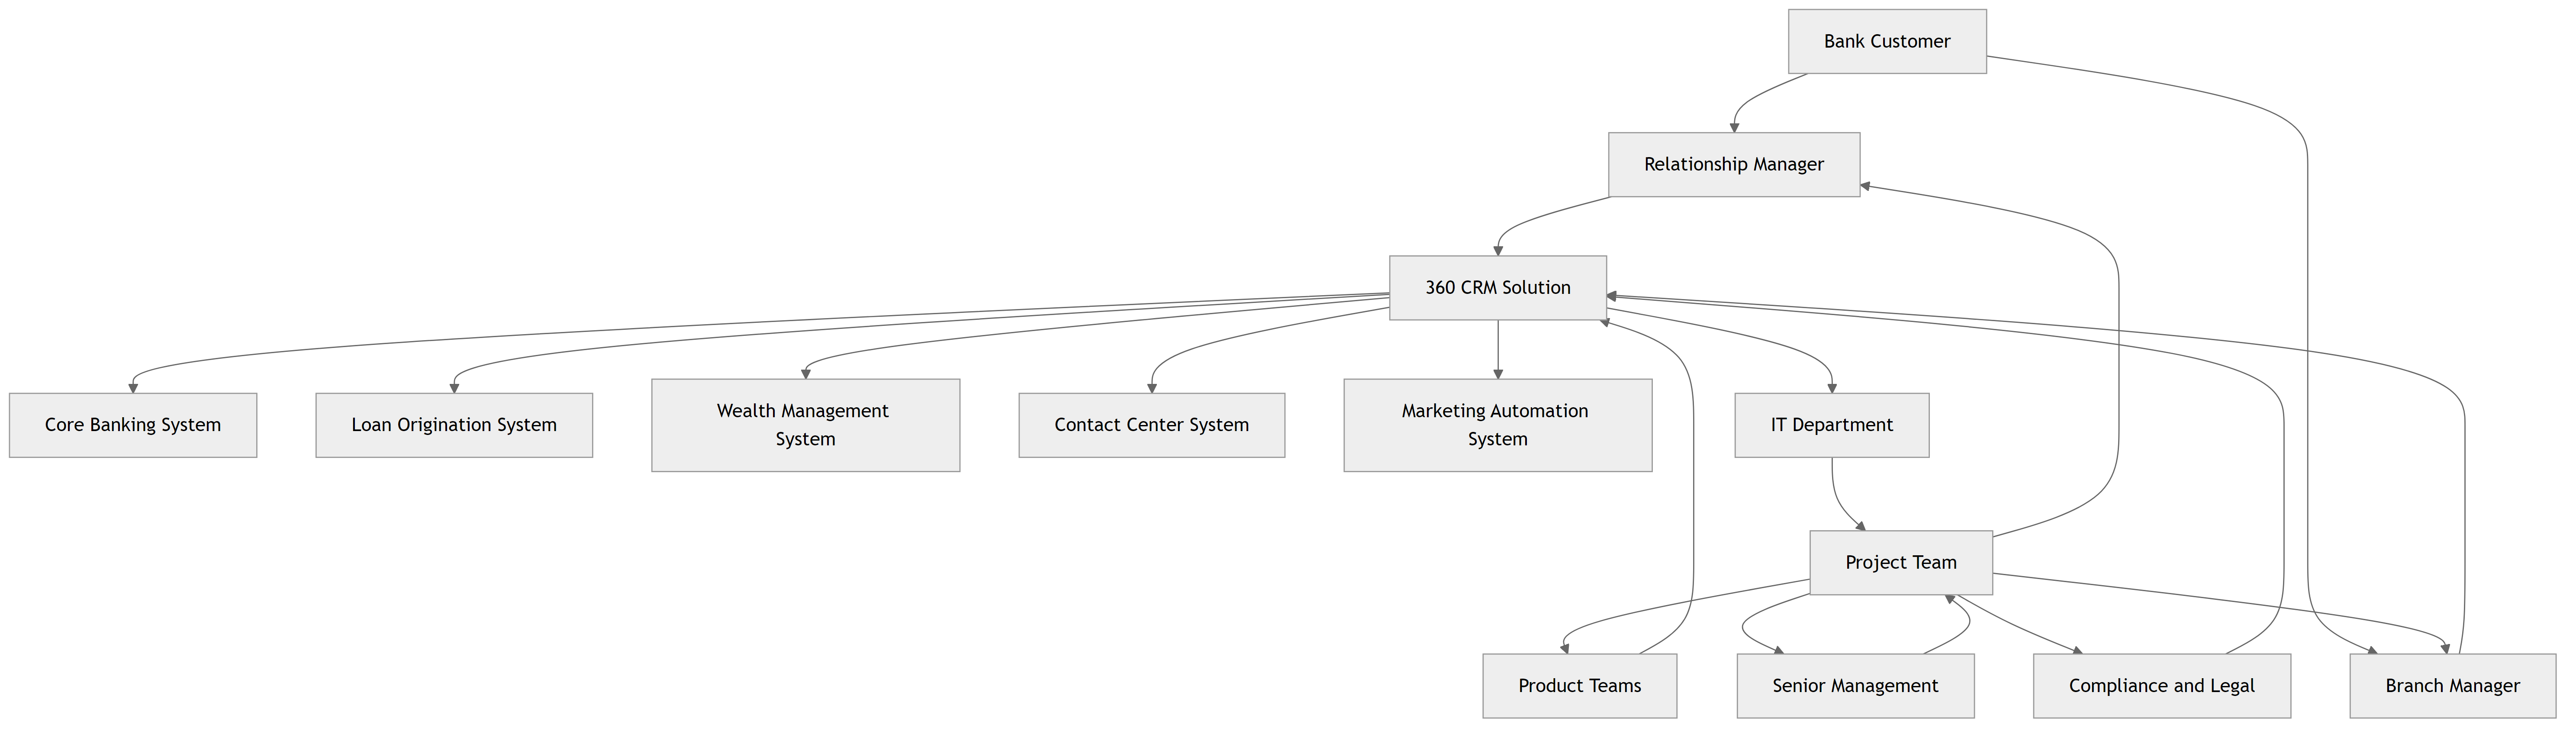 Bank Customer
Relationship Manager
360 CRM Solution
Core Banking System
Loan Origination System
Wealth Management
System
Contact Center System
Marketing Automation
System
IT Department
Project Team
Product Teams
Senior Management
Compliance and Legal
Branch Manager